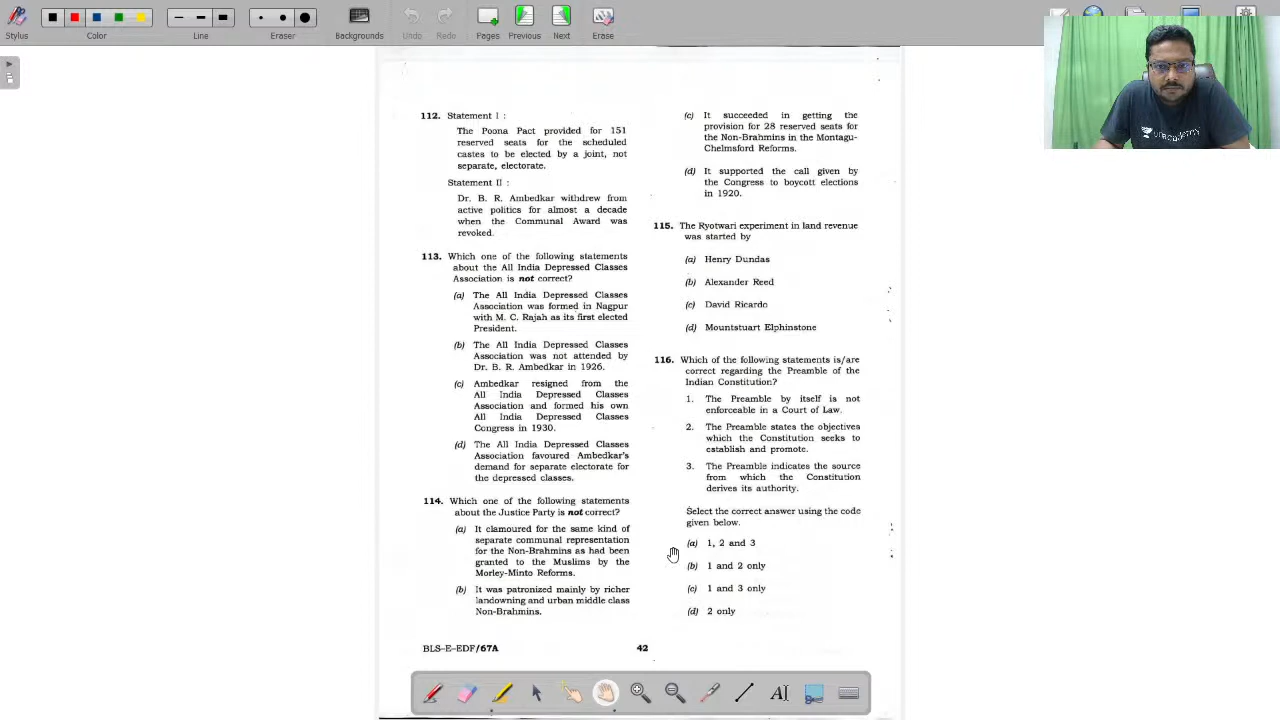 Stylus
Color
Line
Eraser
Backgrounds
Undo
Redo
Pages
Previous
Next
Erase
112. Statement I :
The Poona Pact provided for 151
reserved seats for the scheduled
castes to be elected by a joint, not
separate, electorate.
Statement II :
Dr. B. R. Ambedkar withdrew from
active politics for almost a decade
when the Communal Award was
revoked.
113. Which one of the following statements
about the All India Depressed Classes
Association is not correct?
(a) The All India Depressed Classes
Association was formed in Nagpur
with M. C. Rajah as its first elected
President.
(b) The All India Depressed Classes
Association was not attended by
Dr. B. R. Ambedkar in 1926.
(c) Ambedkar resigned from the
All India Depressed Classes
Association and formed his own
All India Depressed Classes
Congress in 1930.
(d) The All India Depressed Classes
Association favoured Ambedkar's
demand for separate electorate for
the depressed classes.
114. Which one of the following statements
about the Justice Party is not correct?
(a) It clamoured for the same kind of
separate communal representation
for the Non-Brahmins as had been
granted to the Muslims by the
Morley-Minto Reforms.
(b) It was patronized mainly by richer
landowning and urban middle class
Non-Brahmins.
(c) It succeeded in getting the
provision for 28 reserved seats for
the Non-Brahmins in the Montagu-
Chelmsford Reforms.
(d) It supported the call given by
the Congress to boycott elections
in 1920.
115. The Ryotwari experiment in land revenue
was started by
(a) Henry Dundas
(b) Alexander Reed
(c) David Ricardo
(d) Mountstuart Elphinstone
116. Which of the following statements is/are
correct regarding the Preamble of the
Indian Constitution?
1. The Preamble by itself is not
enforceable in a Court of Law.
2. The Preamble states the objectives
which the Constitution seeks to
establish and promote.
3. The Preamble indicates the source
from which the Constitution
derives its authority.
Select the correct answer using the code
given below.
(a) 1, 2 and 3
(b) 1 and 2 only
(c) 1 and 3 only
(d) 2 only
BLS-E-EDF/67A
42